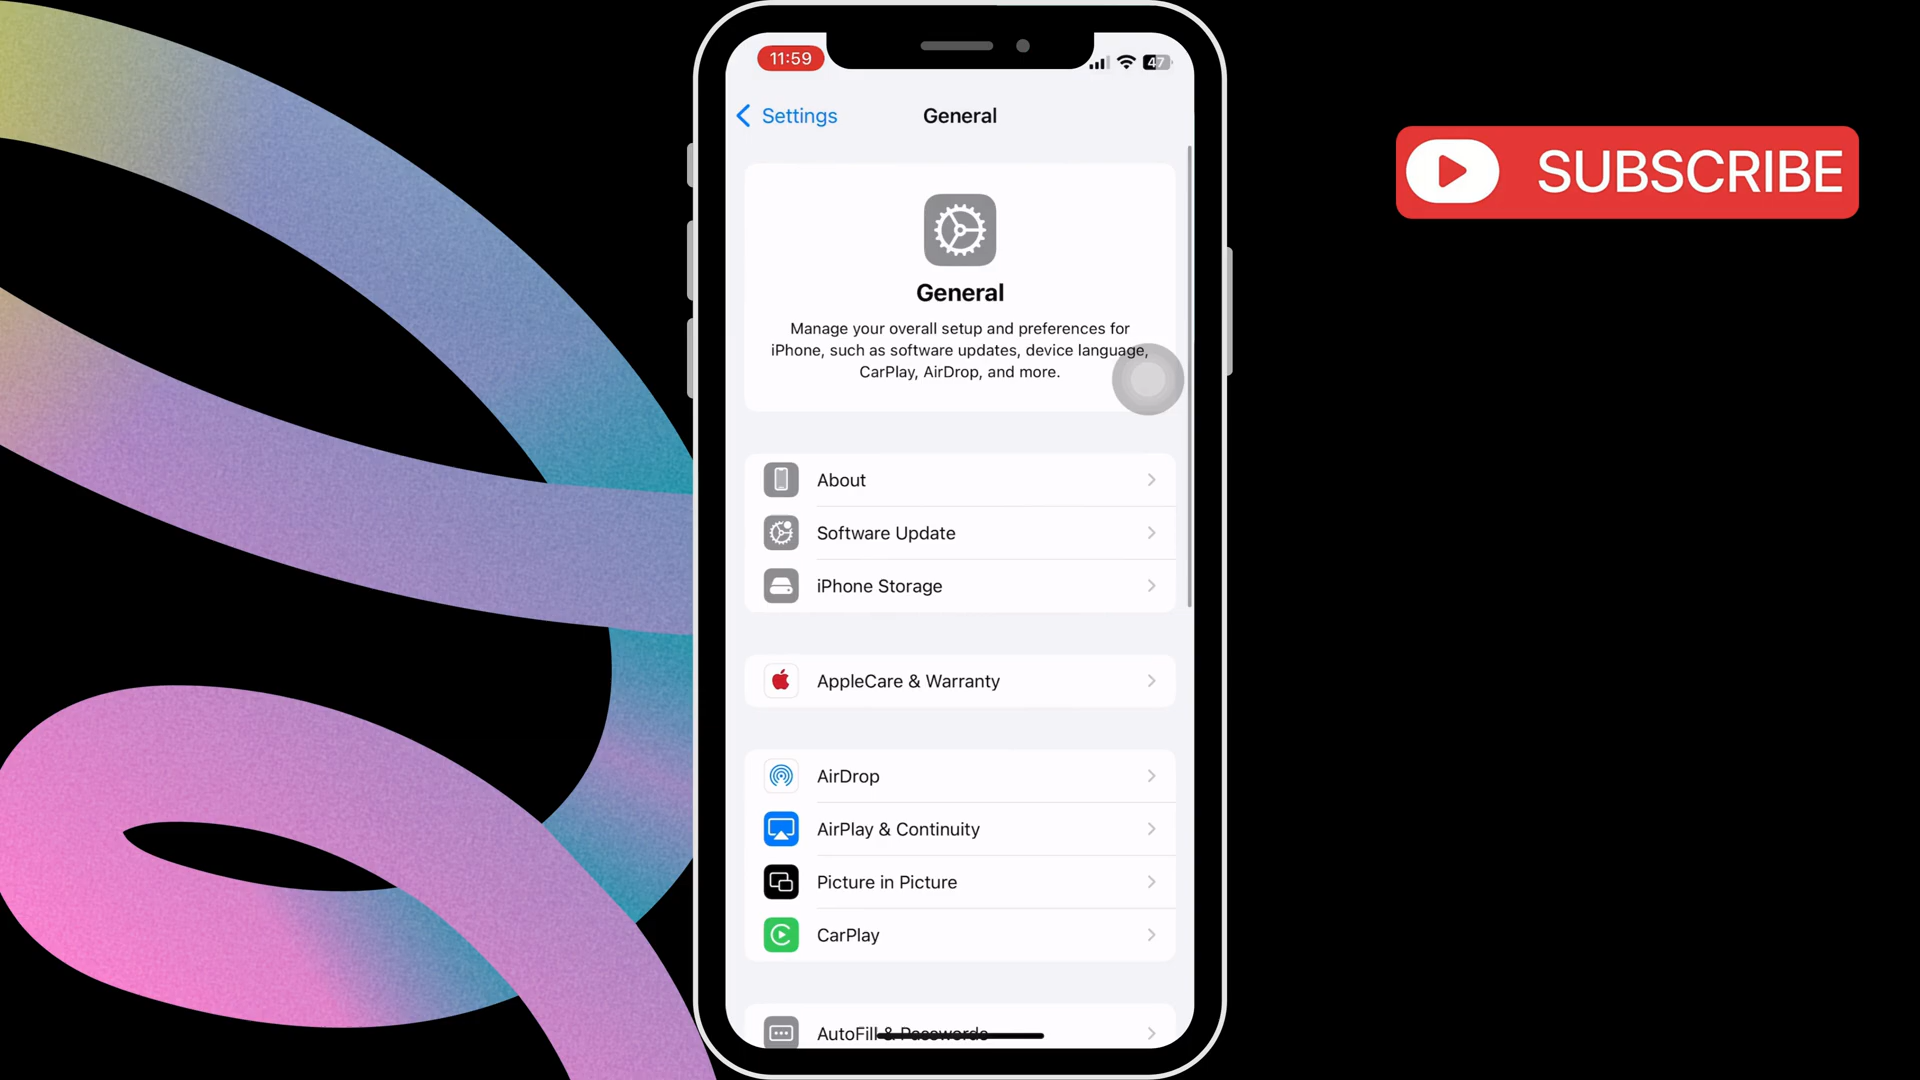 11:59
47
Settings
General
SUBSCRIBE
General
Manage your overall setup and preferences for
iPhone, such as software updates, device language,
CarPlay, AirDrop, and more.
About
Software Update
iPhone Storage
AppleCare & Warranty
AirDrop
AirPlay & Continuity
Picture in Picture
CarPlay
AutoFill & Passwords